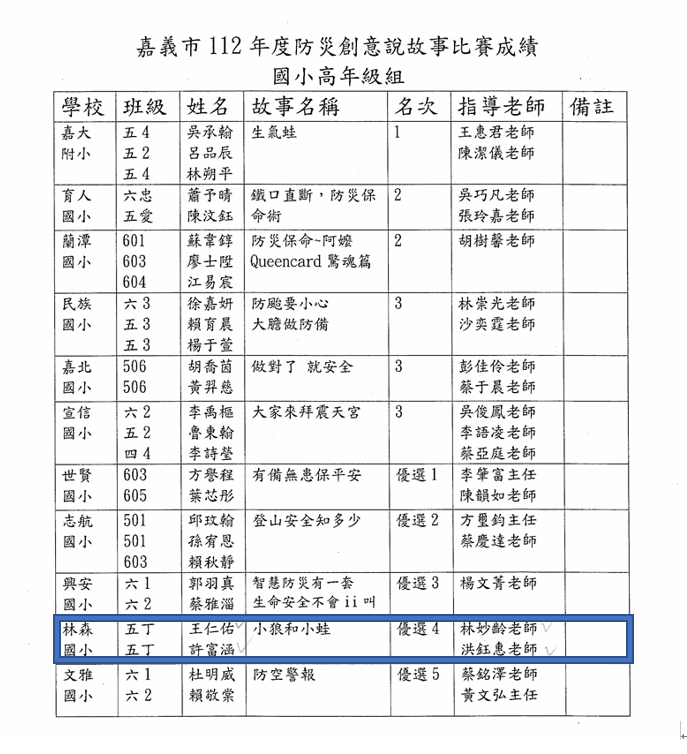 嘉義市 112 年度防災創意說故事比賽成績
國小高年級組
學校 班級 姓名 故事名稱 名次 指導老師 備註
嘉大 五 4 吳承翰 生氣蛙 1 王惠君老師
附小 五 2 呂品辰 陳潔儀老師
五 4 林朔平
育人 六忠 蕭予晴 鐵口直斷，防災保 2 吳巧凡老師
國小 五愛 陳汶鈺 命術 張玲嘉老師
蘭潭 601 蘇韋錞 防災保命~阿嬤 2 胡樹馨老師
國小 603 廖士陞 Queencard 驚魂篇
604 江易宸
民族 六 3 徐嘉妍 防颱要小心 3 林崇光老師
國小 五 3 賴育晨 大膽做防備 沙奕霆老師
五 3 楊于萱
嘉北 506 胡喬茵 做對了 就安全 3 彭佳伶老師
國小 506 黃羿慈 蔡于晨老師
宣信 六 2 李禹樞 大家來拜震天宮 3 吳俊鳳老師
國小 五 2 魯東翰 李語凌老師
四 4 李詩瑩 蔡亞庭老師
世賢 603 方譽程 有備無患保平安 優選 1 李肇富主任
國小 605 葉芯彤 陳韻如老師
志航 501 邱玟翰 登山安全知多少 優選 2 方璽鈞主任
國小 501 孫宥恩 蔡慶達老師
603 賴秋靜
興安 六 1 郭羽真 智慧防災有一套 優選 3 楊文菁老師
國小 六 2 蔡雅淄 生命安全不會 ii 叫
林森 五丁 王仁佑 小狼和小蛙 優選 4 林妙齡老師
國小 五丁 許富涵 洪鈺惠老師
文雅 六 1 杜明威 防空警報 優選 5 蔡銘澤老師
國小 六 2 賴敬棠 黃文弘主任